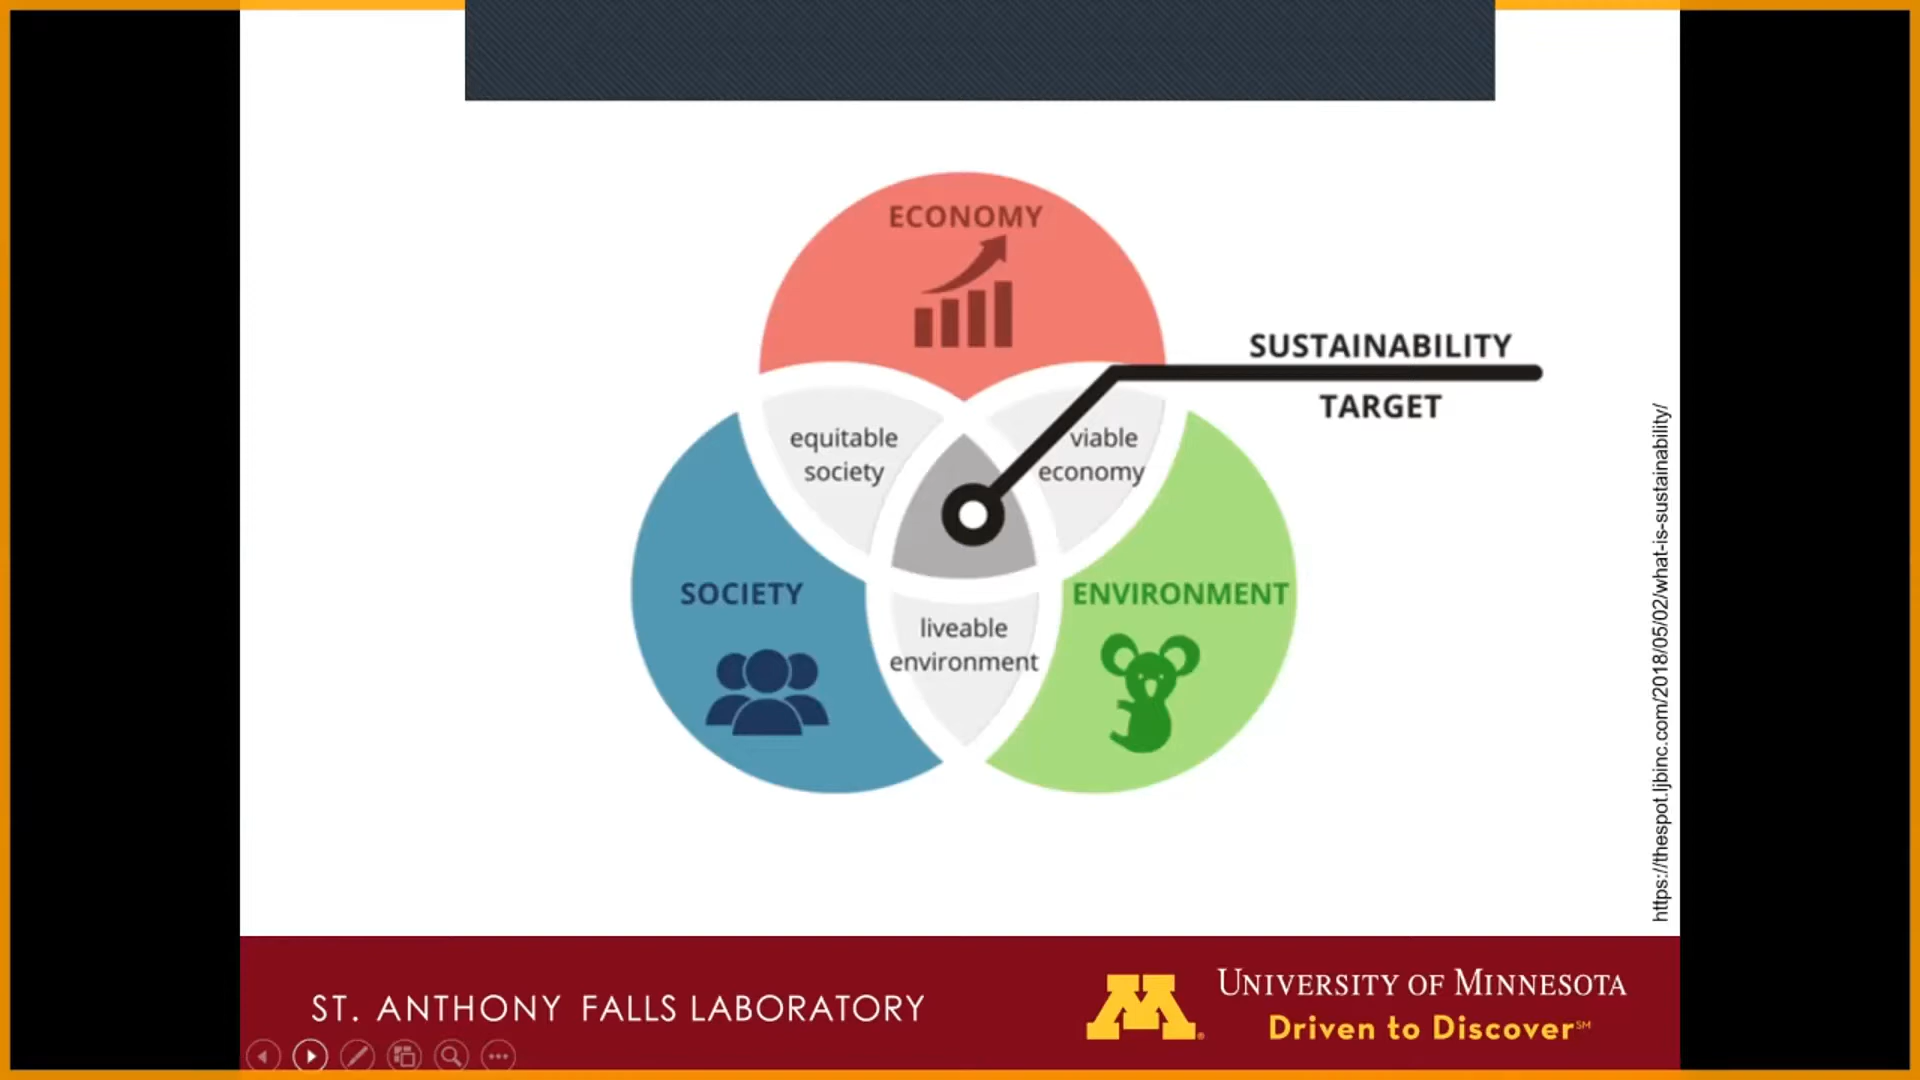 ECONOMY
SUSTAINABILITY
TARGET
equitable
society
viable
economy
SOCIETY
ENVIRONMENT
liveable
environment
https://thespot.ljbinc.com/2018/05/02/what-is-sustainability/
ST. ANTHONY FALLS LABORATORY
M
UNIVERSITY OF MINNESOTA
Driven to Discover℠